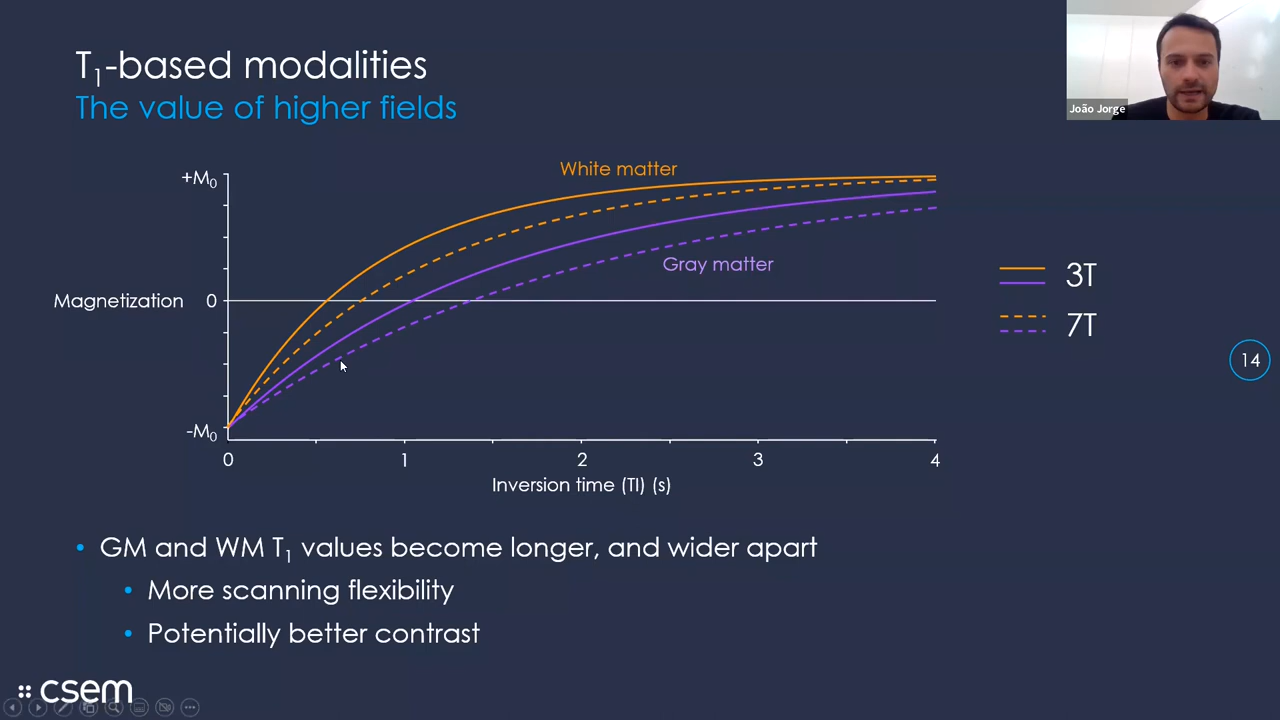 T₁-based modalities
The value of higher fields
João Jorge
White matter
+M₀
Gray matter
3T
Magnetization 0
7T
14
-M₀
0 1 2 3 4
Inversion time (TI) (s)
• GM and WM T₁ values become longer, and wider apart
• More scanning flexibility
• Potentially better contrast
csem